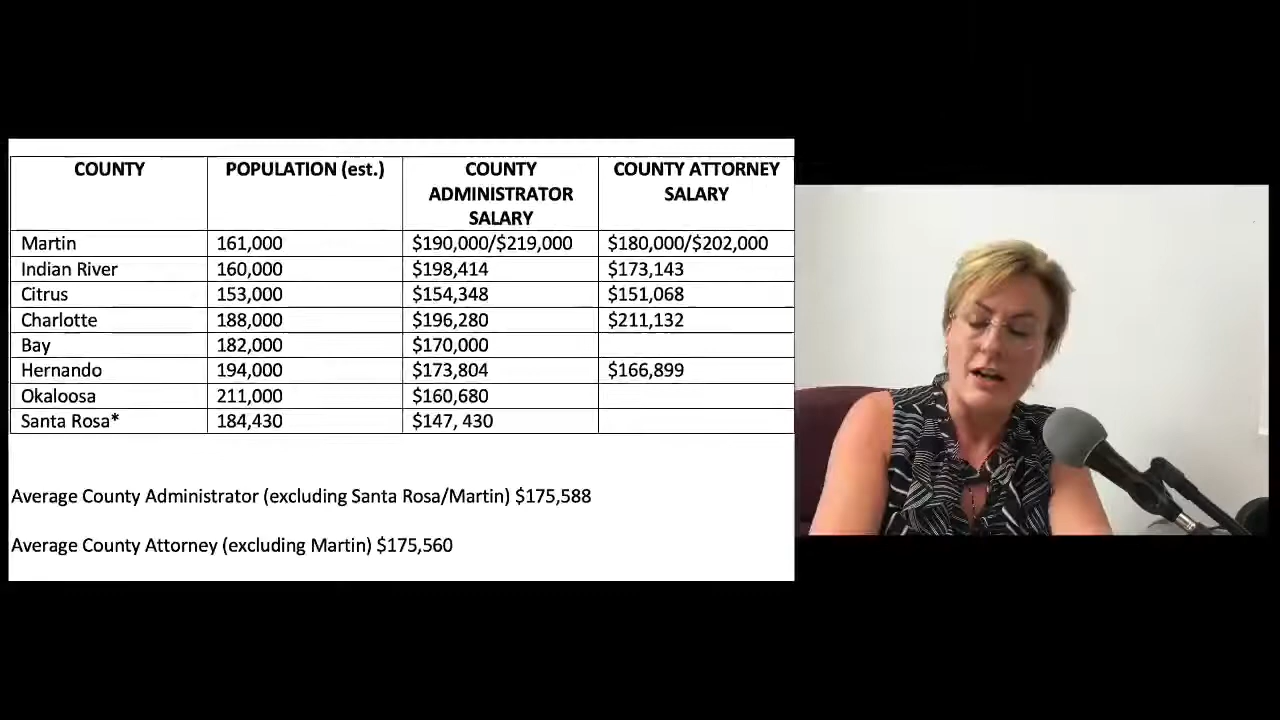 COUNTY POPULATION (est.) COUNTY ADMINISTRATOR SALARY COUNTY ATTORNEY SALARY
Martin 161,000 $190,000/$219,000 $180,000/$202,000
Indian River 160,000 $198,414 $173,143
Citrus 153,000 $154,348 $151,068
Charlotte 188,000 $196,280 $211,132
Bay 182,000 $170,000
Hernando 194,000 $173,804 $166,899
Okaloosa 211,000 $160,680
Santa Rosa* 184,430 $147, 430
Average County Administrator (excluding Santa Rosa/Martin) $175,588
Average County Attorney (excluding Martin) $175,560